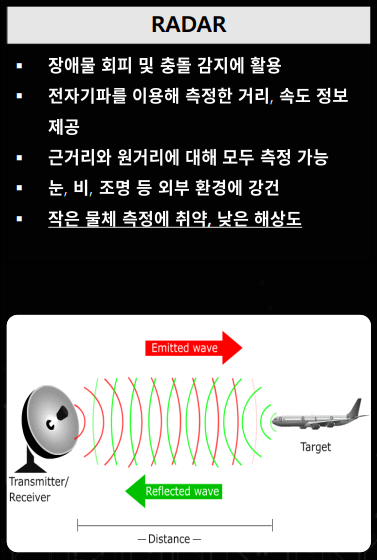 RADAR
▪ 장애물 회피 및 충돌 감지에 활용
▪ 전자기파를 이용해 측정한 거리, 속도 정보
제공
▪ 근거리와 원거리에 대해 모두 측정 가능
▪ 눈, 비, 조명 등 외부 환경에 강건
▪ 작은 물체 측정에 취약, 낮은 해상도
Emitted wave
Target
Transmitter/
Receiver
Reflected wave
— Distance —